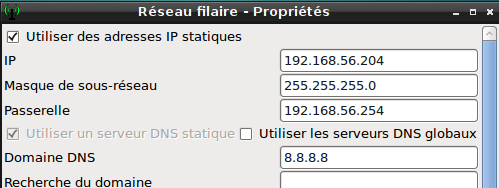 Réseau filaire - Propriétés
Utiliser des adresses IP statiques
IP 192.168.56.204
Masque de sous-réseau 255.255.255.0
Passerelle 192.168.56.254
Utiliser un serveur DNS statique Utiliser les serveurs DNS globaux
Domaine DNS 8.8.8.8
Recherche du domaine